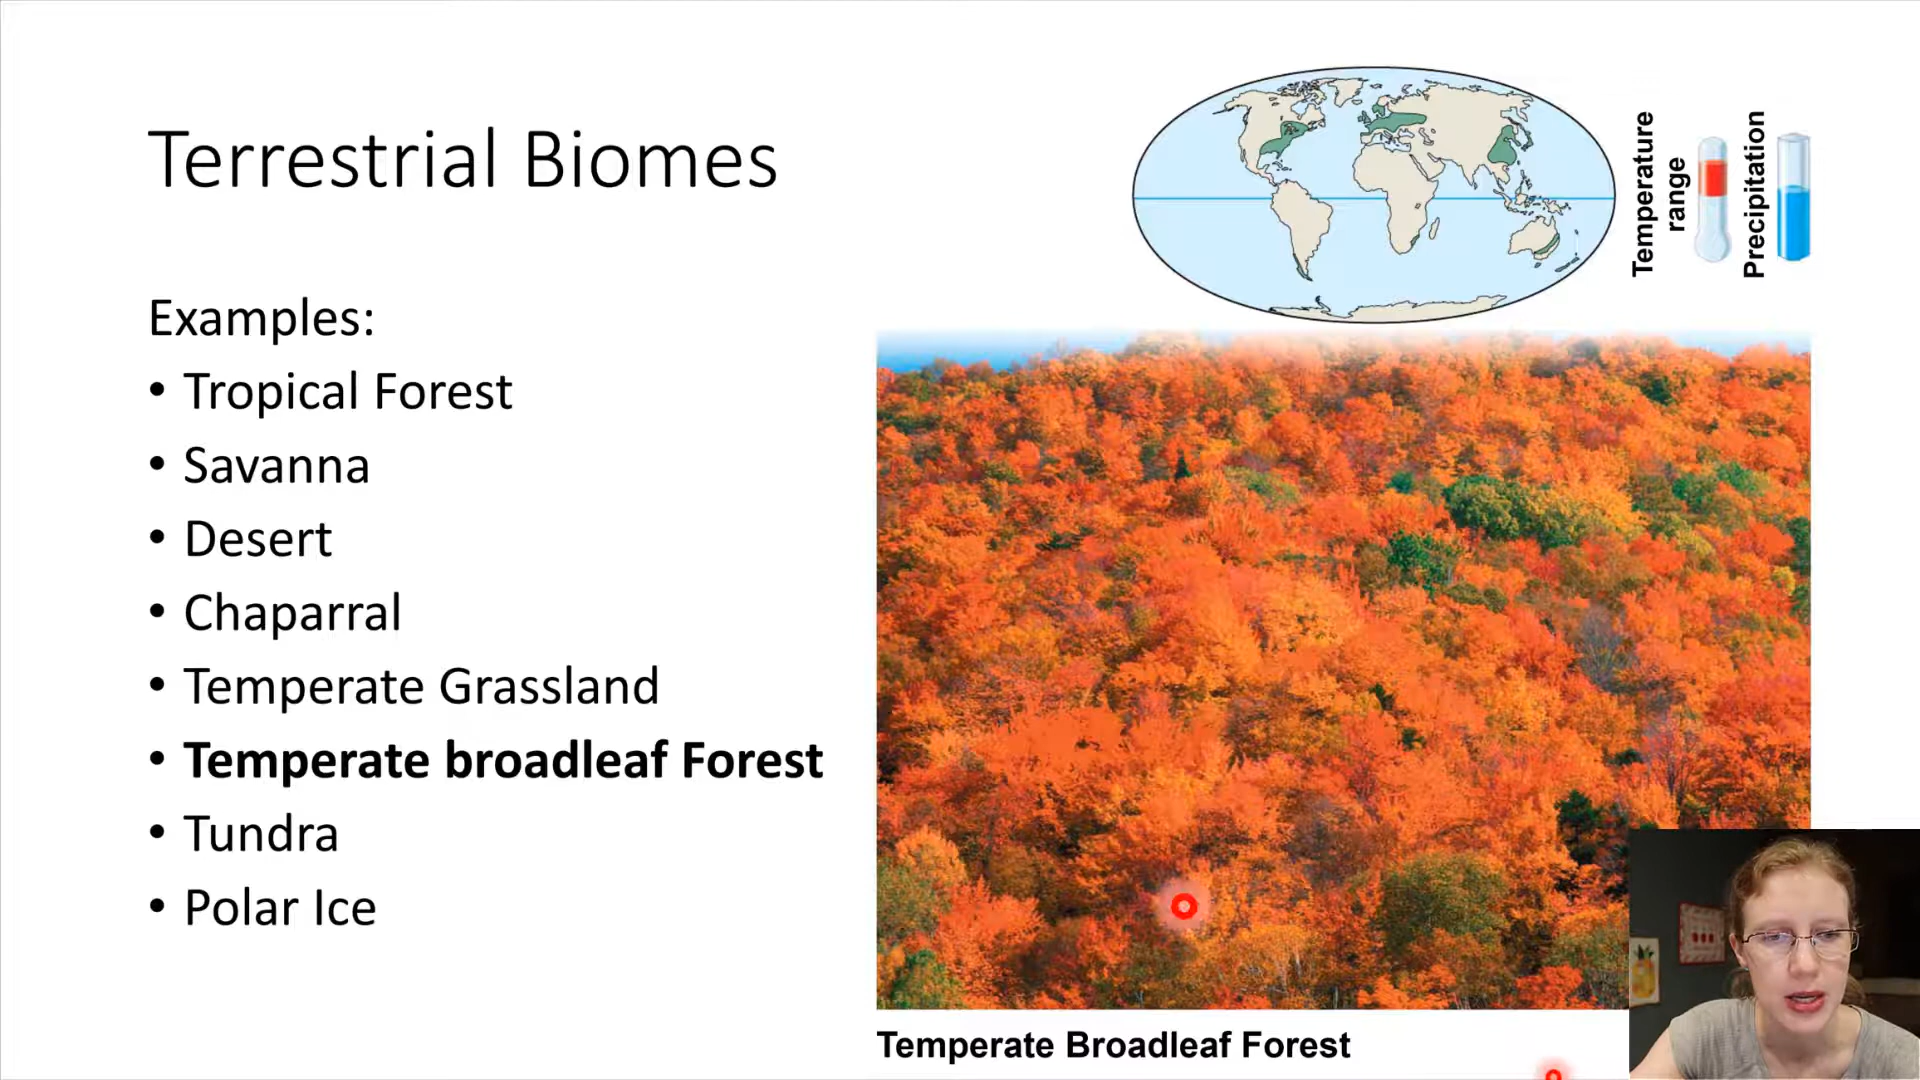 Terrestrial Biomes
Examples:
• Tropical Forest
• Savanna
• Desert
• Chaparral
• Temperate Grassland
• Temperate broadleaf Forest
• Tundra
• Polar Ice
Temperature
range
Precipitation
Temperate Broadleaf Forest